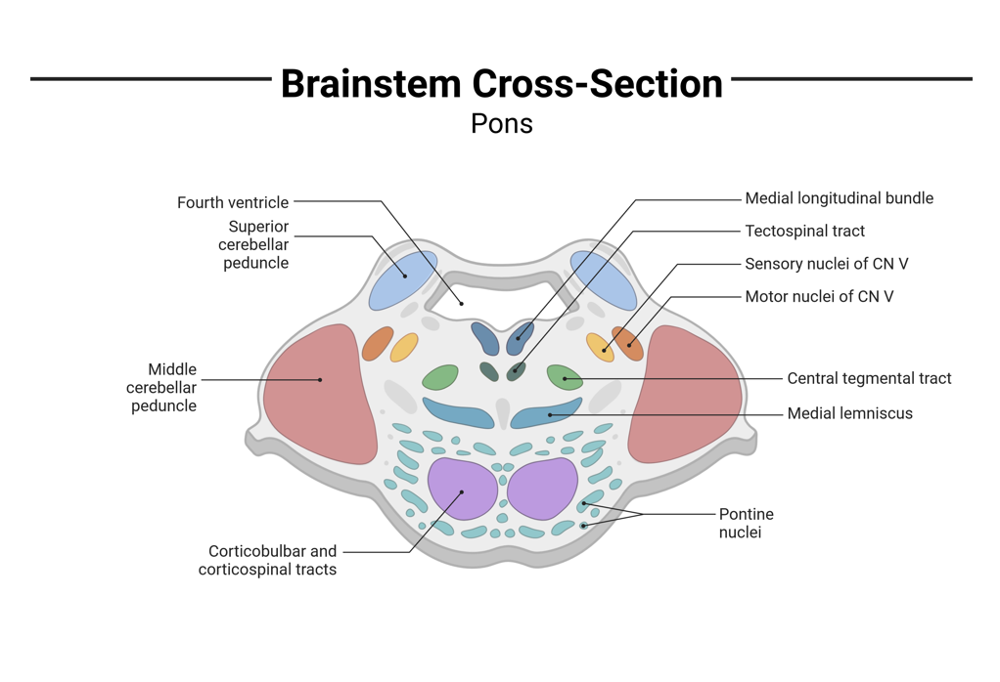 Brainstem Cross-Section
Pons
Fourth ventricle
Superior
cerebellar
peduncle
Middle
cerebellar
peduncle
Corticobulbar and
corticospinal tracts
Medial longitudinal bundle
Tectospinal tract
Sensory nuclei of CN V
Motor nuclei of CN V
Central tegmental tract
Medial lemniscus
Pontine
nuclei